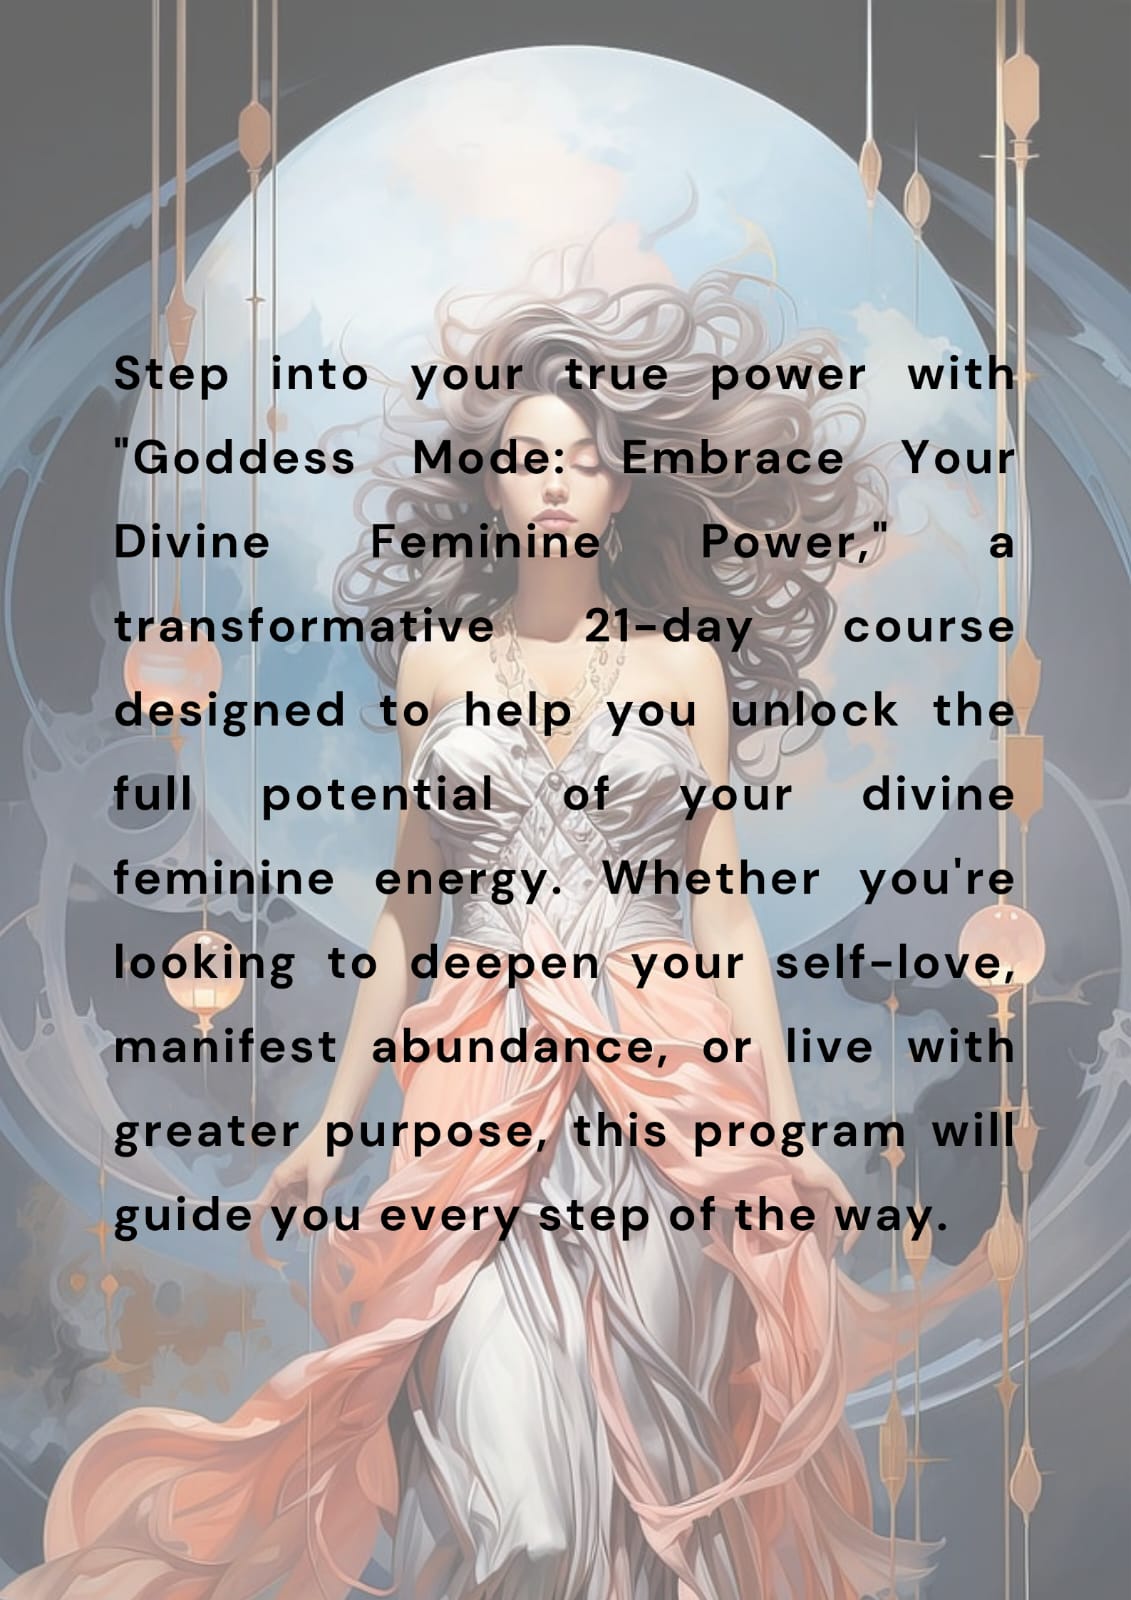 Step into your true power with
"Goddess Mode: Embrace Your
Divine Feminine Power," a
transformative 21-day course
designed to help you unlock the
full potential of your divine
feminine energy. Whether you're
looking to deepen your self-love,
manifest abundance, or live with
greater purpose, this program will
guide you every step of the way.